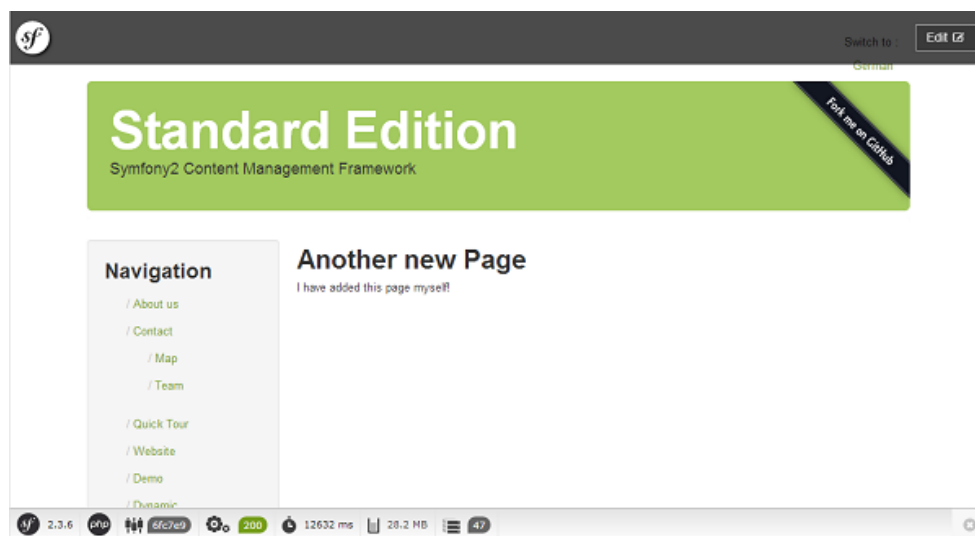 sf
Switch to :
Edit
German
Standard Edition
Symfony2 Content Management Framework
Fork me on GitHub
Navigation
/ About us
/ Contact
/ Map
/ Team
/ Quick Tour
/ Website
/ Demo
/ Dynamic
Another new Page
I have added this page myself!
sf 2.3.6 php 6fc7e9 200 12632 ms 28.2 MB 47